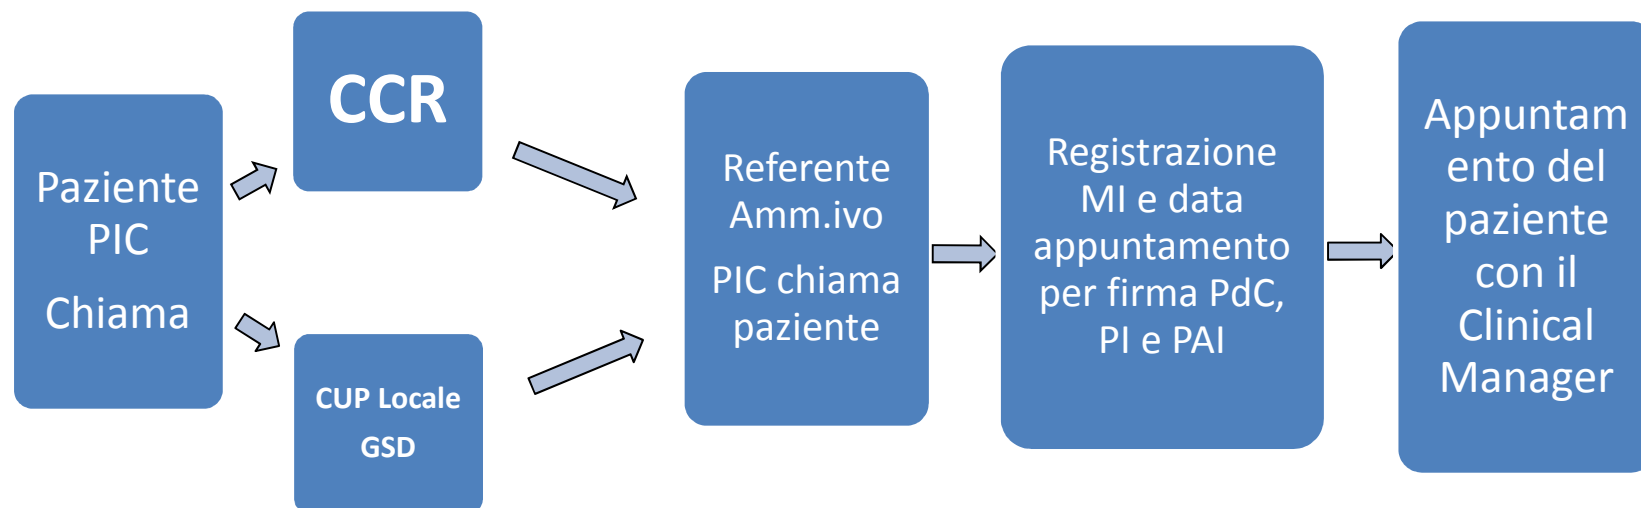 Paziente
PIC
Chiama
CCR
CUP Locale
GSD
Referente
Amm.ivo
PIC chiama
paziente
Registrazione
MI e data
appuntamento
per firma PdC,
PI e PAI
Appuntam
ento del
paziente
con il
Clinical
Manager